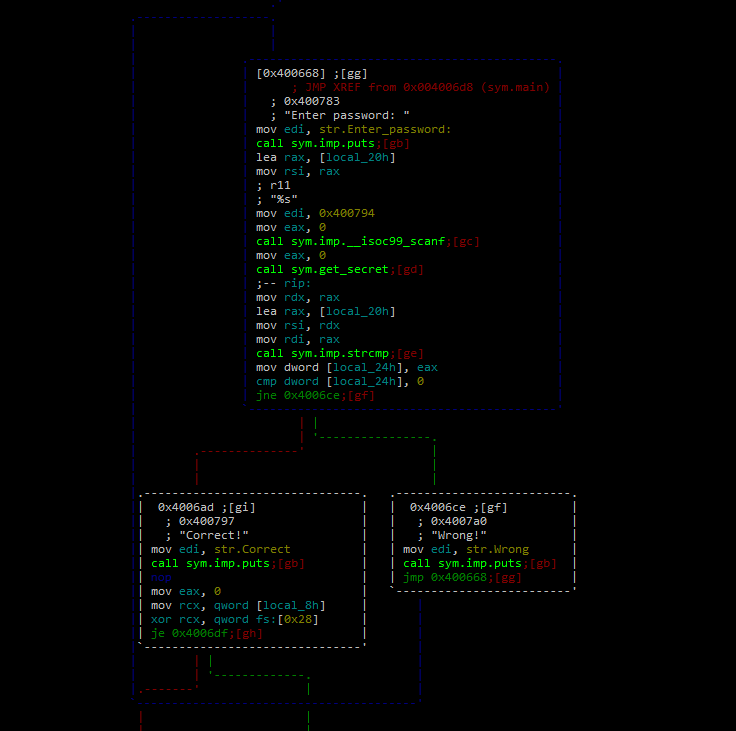 [0x400668] ;[gg]
; JMP XREF from 0x004006d8 (sym.main)
; 0x400783
; "Enter password: "
mov edi, str.Enter_password:
call sym.imp.puts;[gb]
lea rax, [local_20h]
mov rsi, rax
; r11
; "%s"
mov edi, 0x400794
mov eax, 0
call sym.imp.__isoc99_scanf;[gc]
mov eax, 0
call sym.get_secret;[gd]
;-- rip:
mov rdx, rax
lea rax, [local_20h]
mov rsi, rdx
mov rdi, rax
call sym.imp.strcmp;[ge]
mov dword [local_24h], eax
cmp dword [local_24h], 0
jne 0x4006ce;[gf]
0x4006ad ;[gi]
; 0x400797
; "Correct!"
mov edi, str.Correct
call sym.imp.puts;[gb]
nop
mov eax, 0
mov rcx, qword [local_8h]
xor rcx, qword fs:[0x28]
je 0x4006df;[gh]
0x4006ce ;[gf]
; 0x4007a0
; "Wrong!"
mov edi, str.Wrong
call sym.imp.puts;[gb]
jmp 0x400668;[gg]